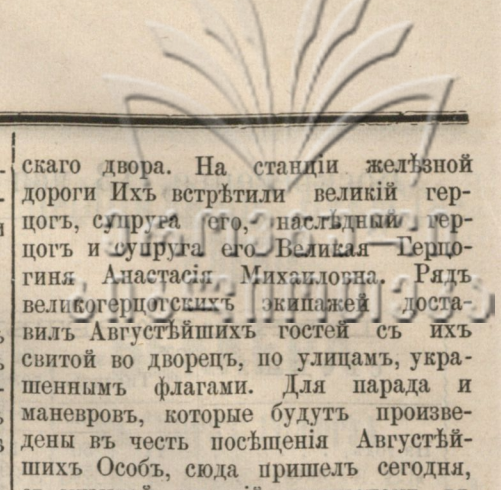 скаго двора. На станціи желѣзной
дороги Ихъ встрѣтили великій гер-
цогъ, супруга его, наслѣдный гер-
цогъ и супруга его Великая Герцо-
гиня Анастасія Михаиловна. Рядъ
великогерцогскихъ экипажей доста-
вилъ Августѣйшихъ гостей съ ихъ
свитой во дворецъ, по улицамъ, укра-
шеннымъ флагами. Для парада и
маневровъ, которые будутъ произве-
дены въ честь посѣщенія Августѣй-
шихъ Особъ, сюда пришелъ сегодня,